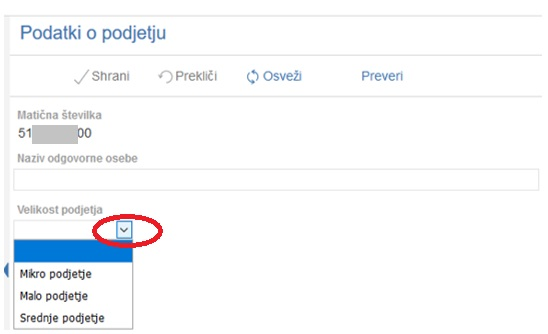 Podatki o podjetju
Shrani Prekliči Osveži Preveri
Matična številka
51 00
Naziv odgovorne osebe
Velikost podjetja
Mikro podjetje
Malo podjetje
Srednje podjetje